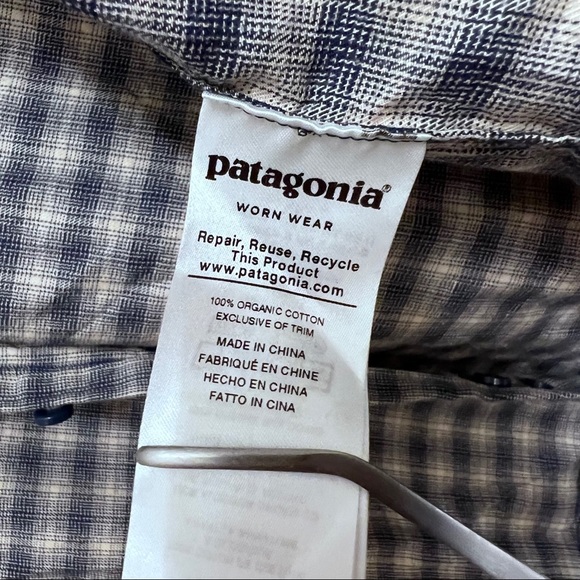 patagonia®
WORN WEAR
Repair, Reuse, Recycle
This Product
www.patagonia.com
100% ORGANIC COTTON
EXCLUSIVE OF TRIM
MADE IN CHINA
FABRIQUÉ EN CHINE
HECHO EN CHINA
FATTO IN CINA